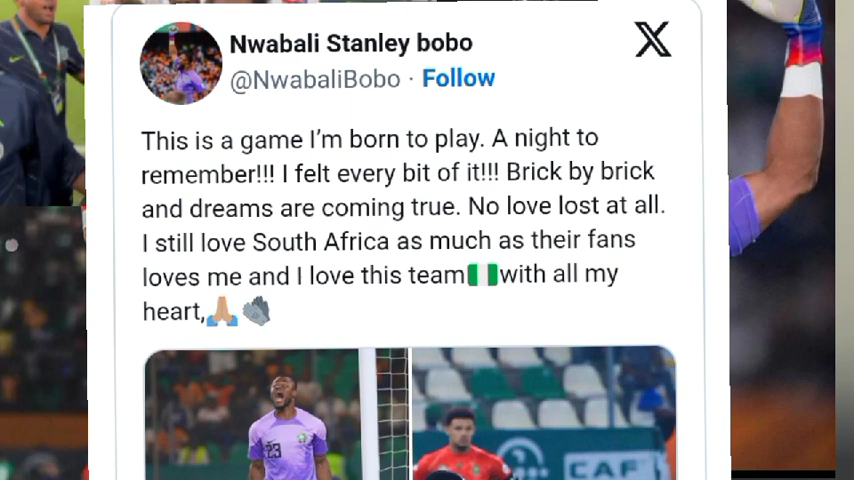 Nwabali Stanley bobo
@NwabaliBobo · Follow
This is a game I’m born to play. A night to
remember!!! I felt every bit of it!!! Brick by brick
and dreams are coming true. No love lost at all.
I still love South Africa as much as their fans
loves me and I love this team🇳🇬with all my
heart,🙏🏼🧤
23
CAF